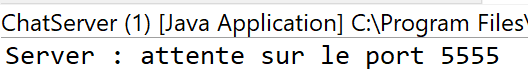 ChatServer (1) [Java Application] C:\Program Files\
Server : attente sur le port 5555